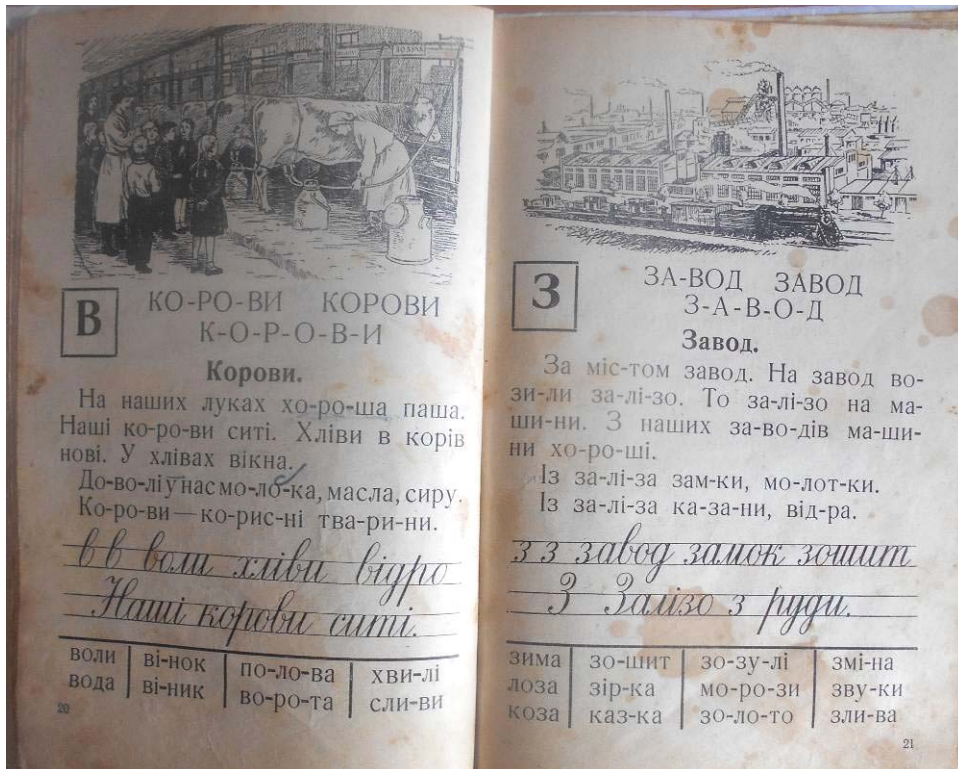 ЗОЗУЛЯ
В
КО-РО-ВИ КОРОВИ
К-О-Р-О-В-И
Корови.
На наших луках хо-ро-ша паша.
Наші ко-ро-ви ситі. Хліви в корів
нові. У хлівах вікна.
До-во-лі у нас мо-ло-ка, масла, сиру.
Ко-ро-ви — ко-рис-ні тва-ри-ни.
в в воли хліви відро
Наші корови ситі.
воли ві-нок по-ло-ва хви-лі
вода ві-ник во-ро-та сли-ви
20
З
ЗА-ВОД ЗАВОД
З-А-В-О-Д
Завод.
За міс-том завод. На завод во-
зи-ли за-лі-зо. То за-лі-зо на ма-
ши-ни. З наших за-во-дів ма-ши-
ни хо-ро-ші.
Із за-лі-за зам-ки, мо-лот-ки.
Із за-лі-за ка-за-ни, від-ра.
з з завод замок зошит
З Залізо з руди.
зима зо-шит зо-зу-лі змі-на
лоза зір-ка мо-ро-зи зву-ки
коза каз-ка зо-ло-то зли-ва
21